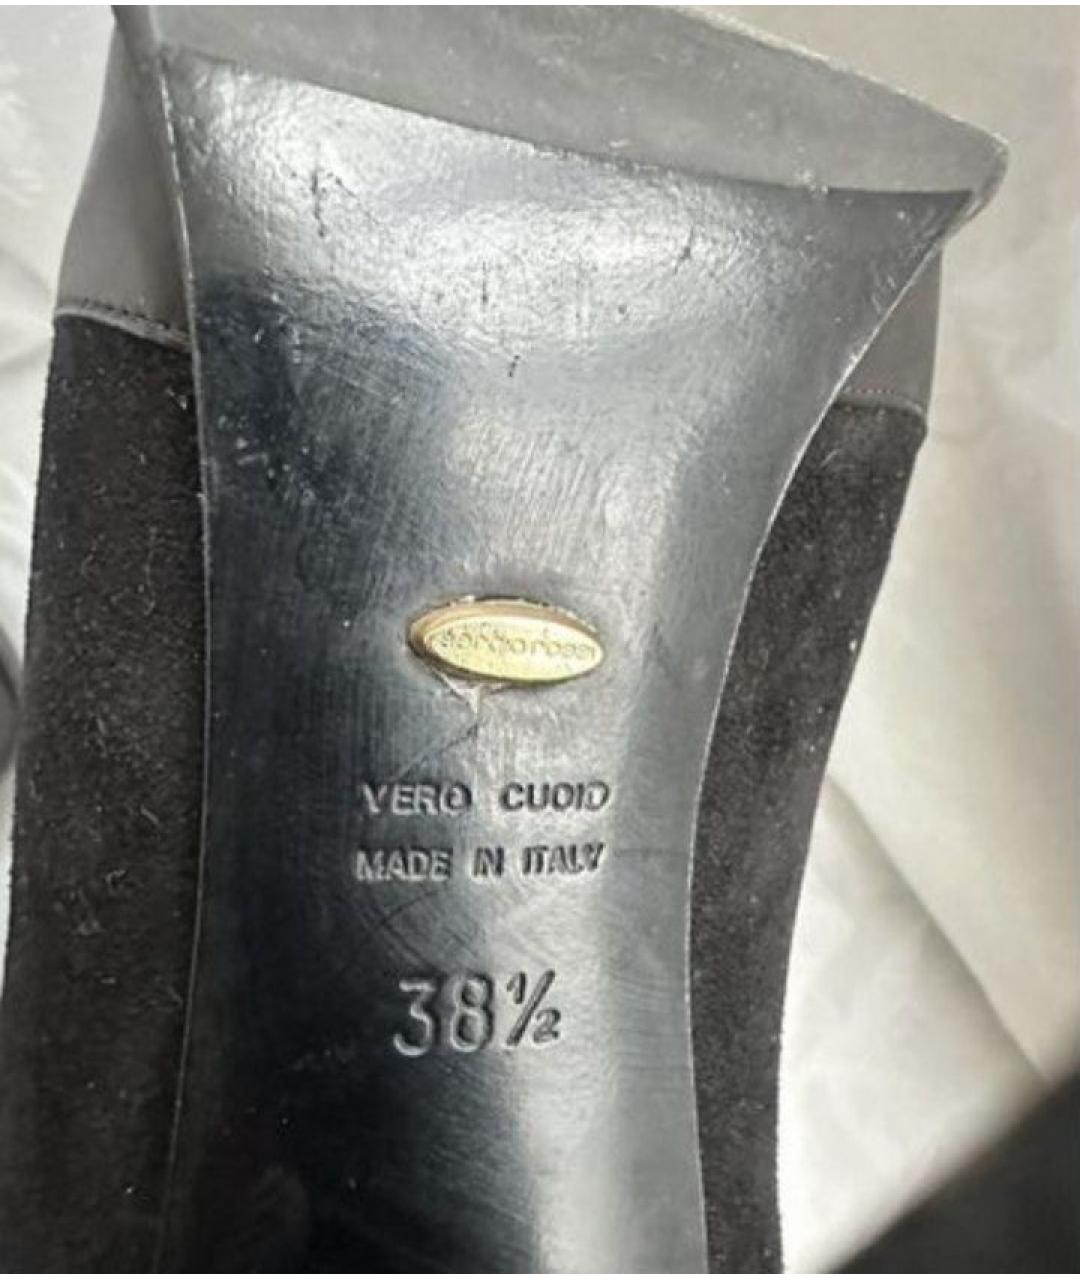 sergio rossi
VERO CUOIO
MADE IN ITALY
38½